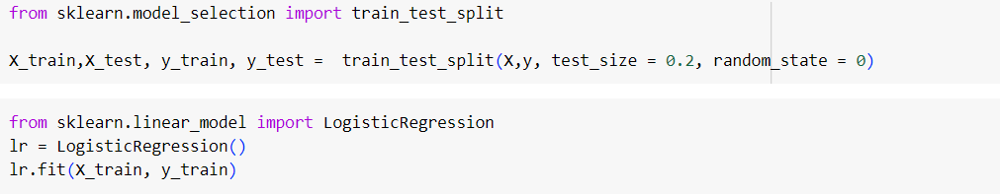 from sklearn.model_selection import train_test_split
X_train,X_test, y_train, y_test =  train_test_split(X,y, test_size = 0.2, random_state = 0)
from sklearn.linear_model import LogisticRegression
lr = LogisticRegression()
lr.fit(X_train, y_train)